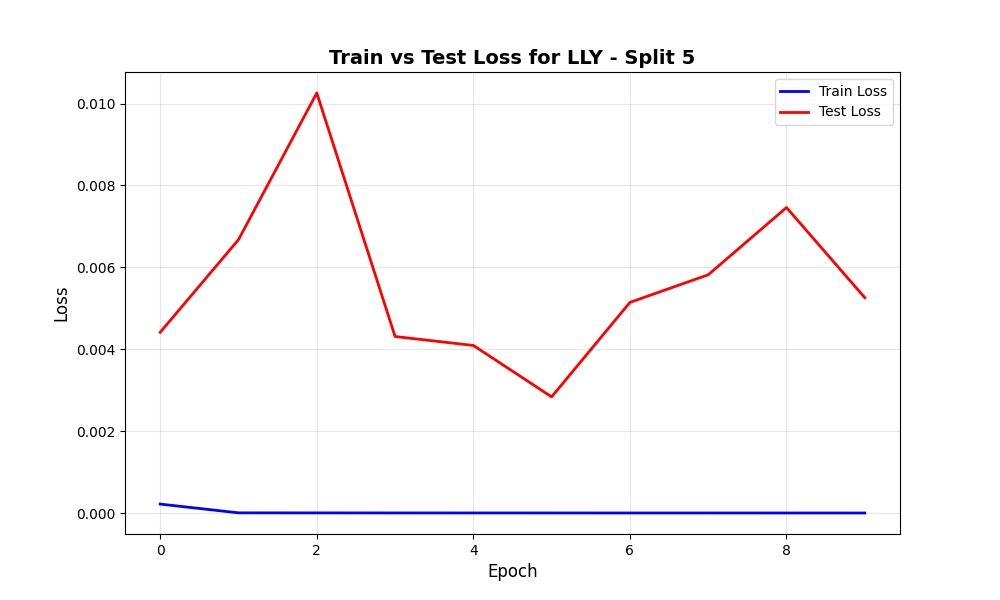 Train vs Test Loss for LLY - Split 5
Train Loss
Test Loss
0.010
0.008
0.006
0.004
0.002
0.000
Loss
0 2 4 6 8
Epoch